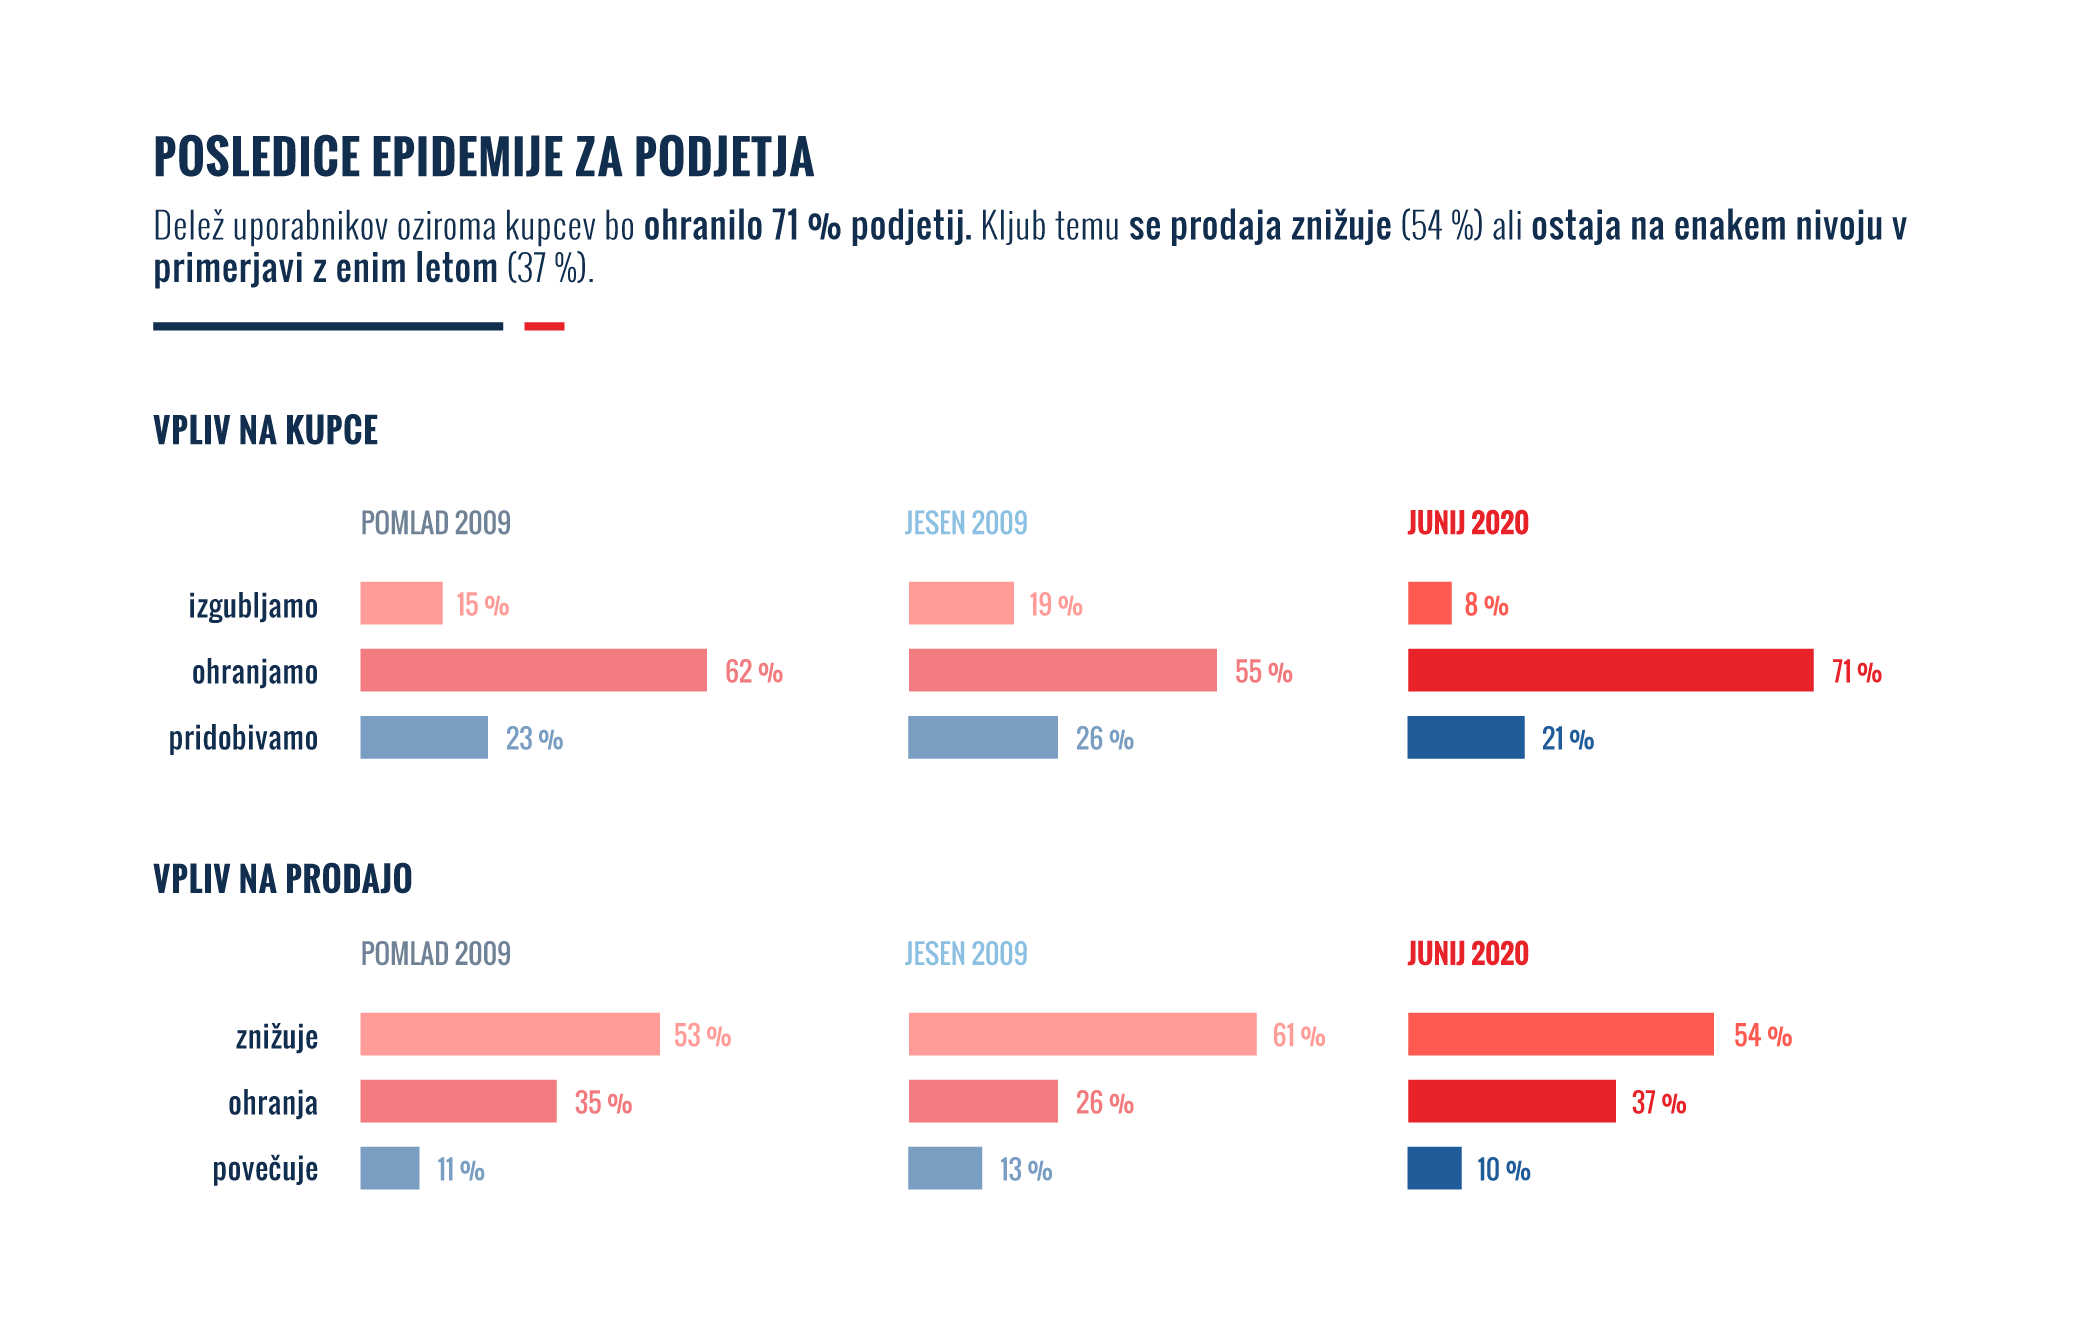 POSLEDICE EPIDEMIJE ZA PODJETJA
Delež uporabnikov oziroma kupcev bo ohranilo 71 % podjetij. Kljub temu se prodaja znižuje (54 %) ali ostaja na enakem nivoju v
primerjavi z enim letom (37 %).
VPLIV NA KUPCE
POMLAD 2009 JESEN 2009 JUNIJ 2020
izgubljamo 15 % 19 % 8 %
ohranjamo 62 % 55 % 71 %
pridobivamo 23 % 26 % 21 %
VPLIV NA PRODAJO
POMLAD 2009 JESEN 2009 JUNIJ 2020
znižuje 53 % 61 % 54 %
ohranja 35 % 26 % 37 %
povečuje 11 % 13 % 10 %